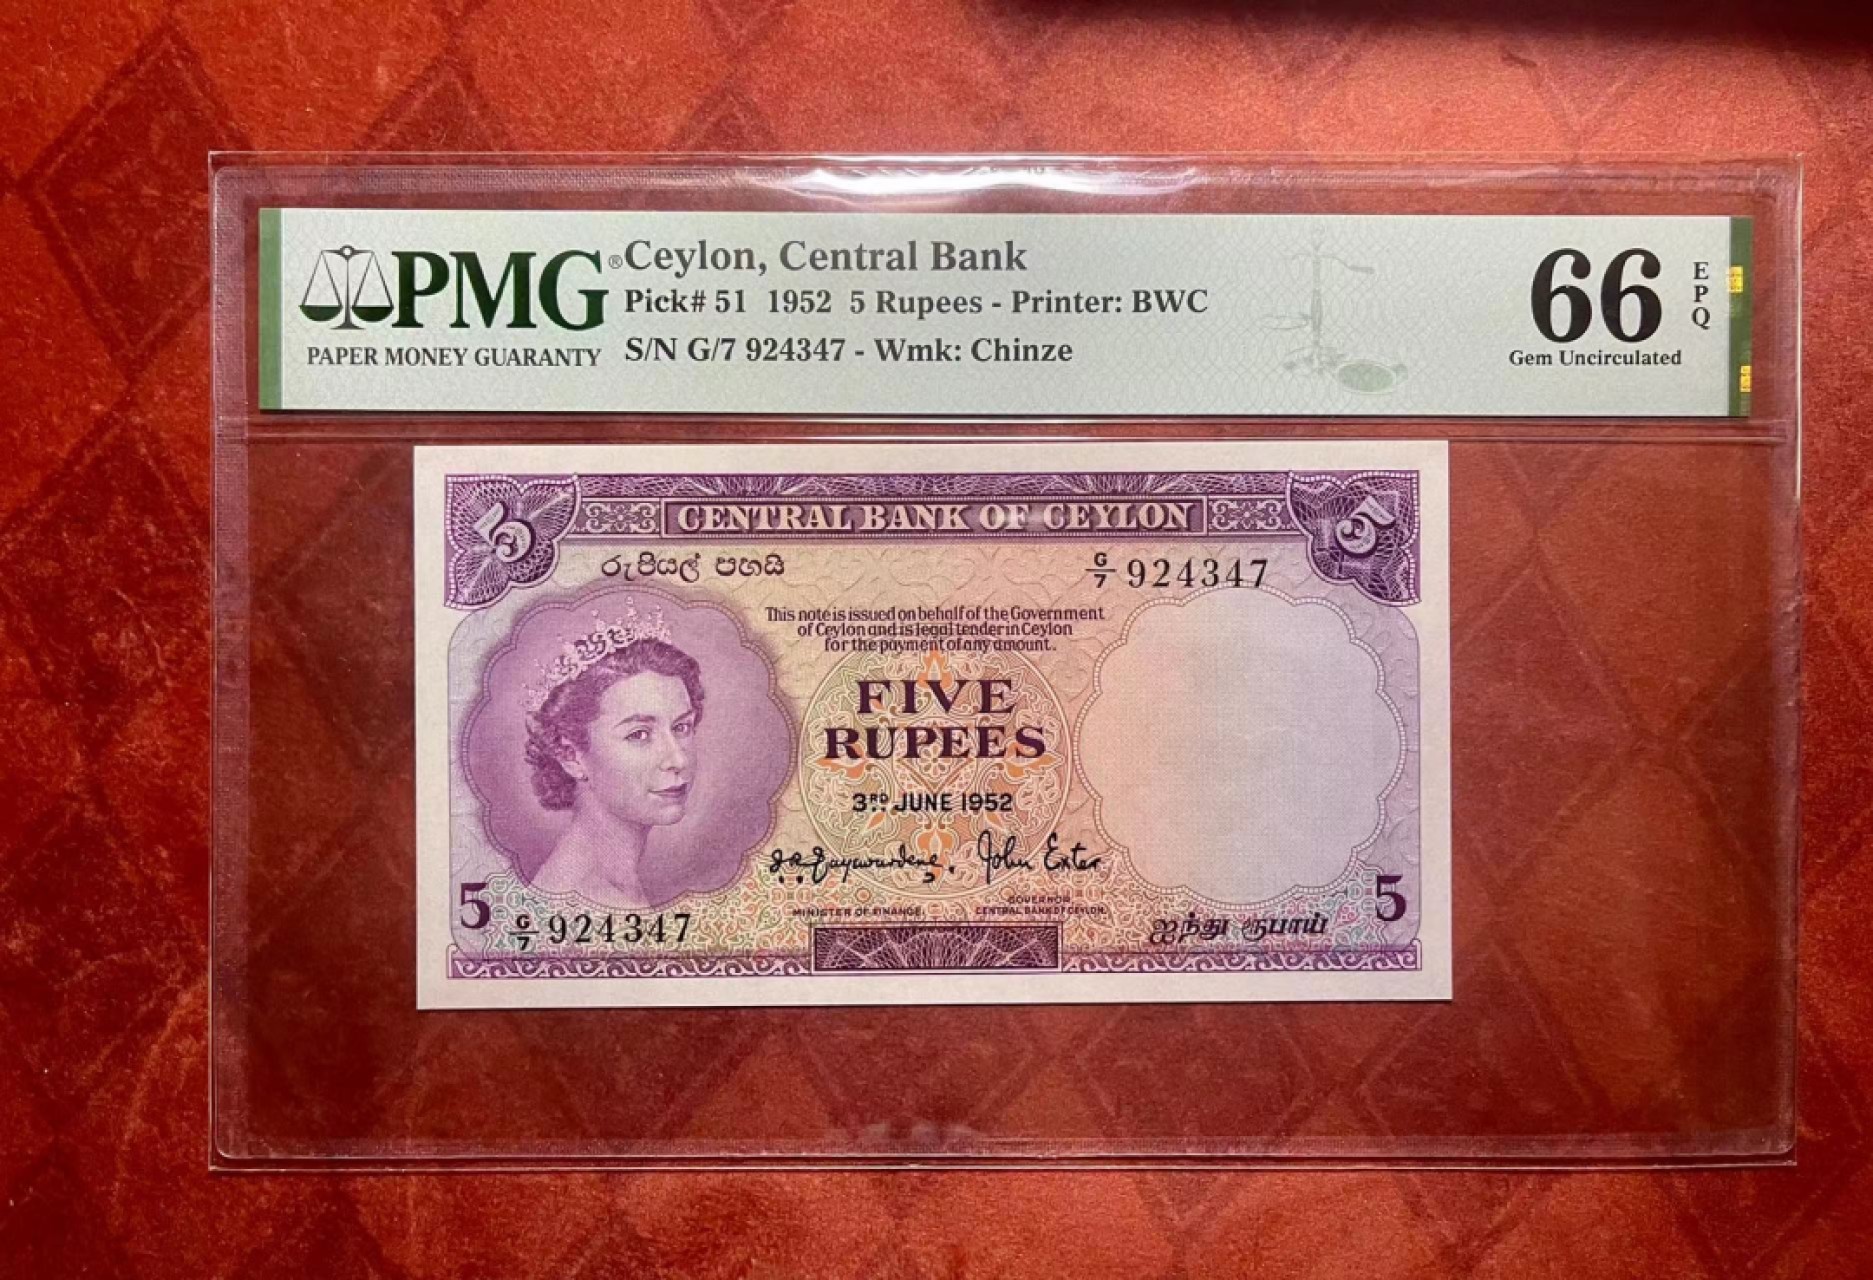 PMG® Ceylon, Central Bank
PAPER MONEY GUARANTY
Pick# 51 1952 5 Rupees - Printer: BWC
S/N G/7 924347 - Wmk: Chinze
66
EPQ
Gem Uncirculated
5
CENTRAL BANK OF CEYLON
5
රුපියල් පහයි
G/7 924347
This note is issued on behalf of the Government
of Ceylon and is legal tender in Ceylon
for the payment of any amount.
FIVE
RUPEES
3RD JUNE 1952
J.R. Jayawardene. John Exter
MINISTER OF FINANCE.
GOVERNOR
CENTRAL BANK OF CEYLON.
5
G/7 924347
ஐந்து ரூபாய்
5